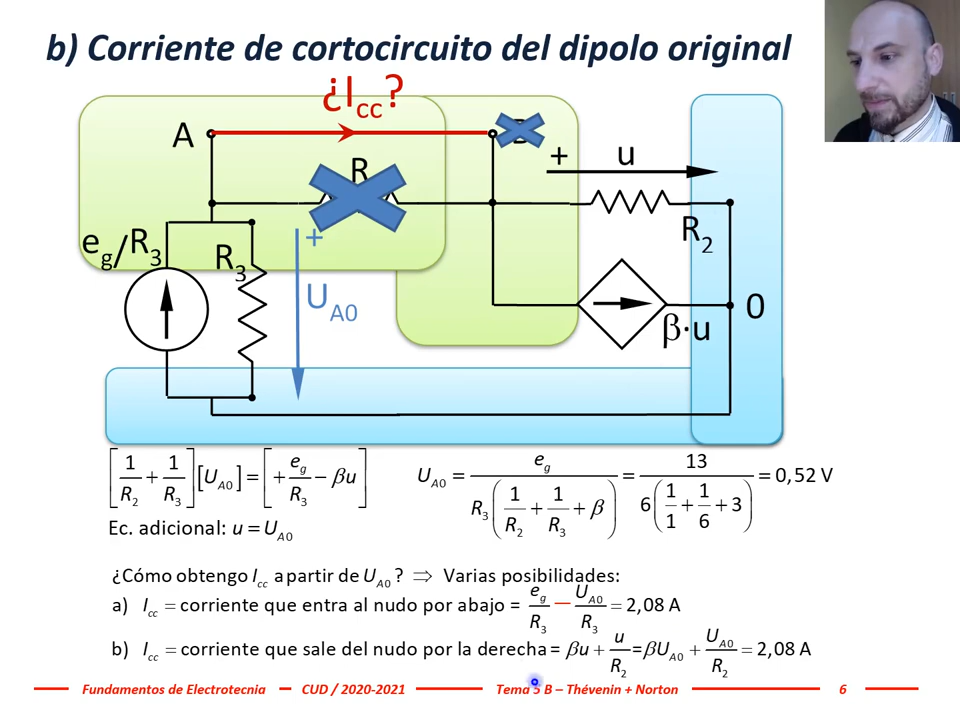 b) Corriente de cortocircuito del dipolo original
¿Icc?
A
+ u
R
R2
eg/R3
R3
+
UA0
0
β·u
[1/R2 + 1/R3][UA0] = [+ eg/R3 − βu]
UA0 = eg / (R3(1/R2 + 1/R3 + β)) = 13 / (6(1/1 + 1/6 + 3)) = 0,52 V
Ec. adicional: u = UA0
¿Cómo obtengo Icc a partir de UA0? ⇒ Varias posibilidades:
a) Icc = corriente que entra al nudo por abajo = eg/R3 − UA0/R3 = 2,08 A
b) Icc = corriente que sale del nudo por la derecha = βu + u/R2 = βUA0 + UA0/R2 = 2,08 A
Fundamentos de Electrotecnia CUD / 2020-2021 Tema 5 B – Thévenin + Norton 6